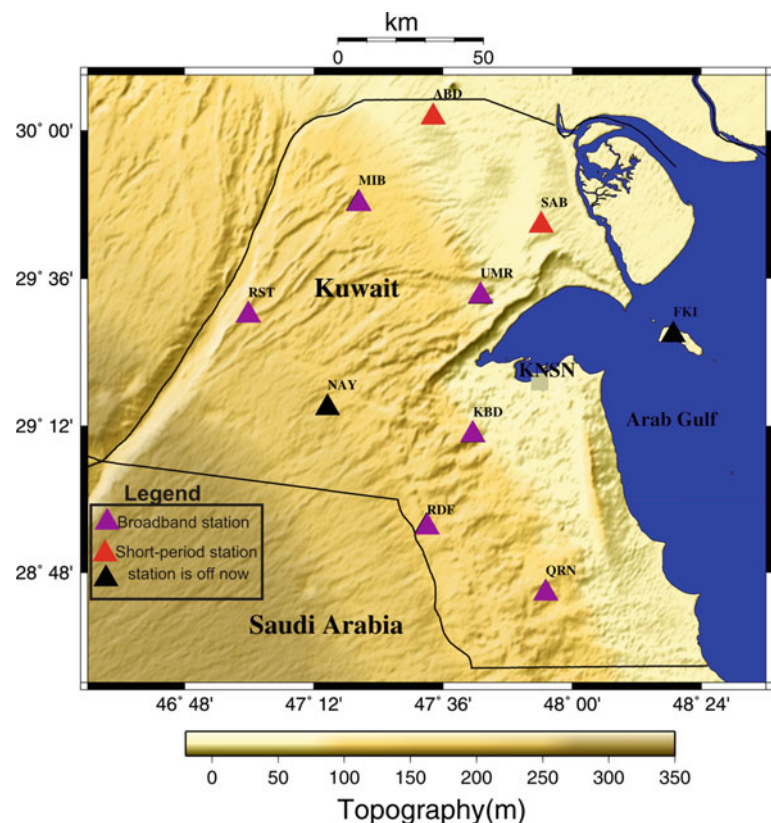 km
0 50
ABD
30° 00'
MIB
SAB
29° 36'
UMR
Kuwait
RST
FKI
KNSN
NAY
Arab Gulf
KBD
29° 12'
Legend
Broadband station
RDF
Short-period station
station is off now
28° 48'
QRN
Saudi Arabia
46° 48' 47° 12' 47° 36' 48° 00' 48° 24'
0 50 100 150 200 250 300 350
Topography(m)